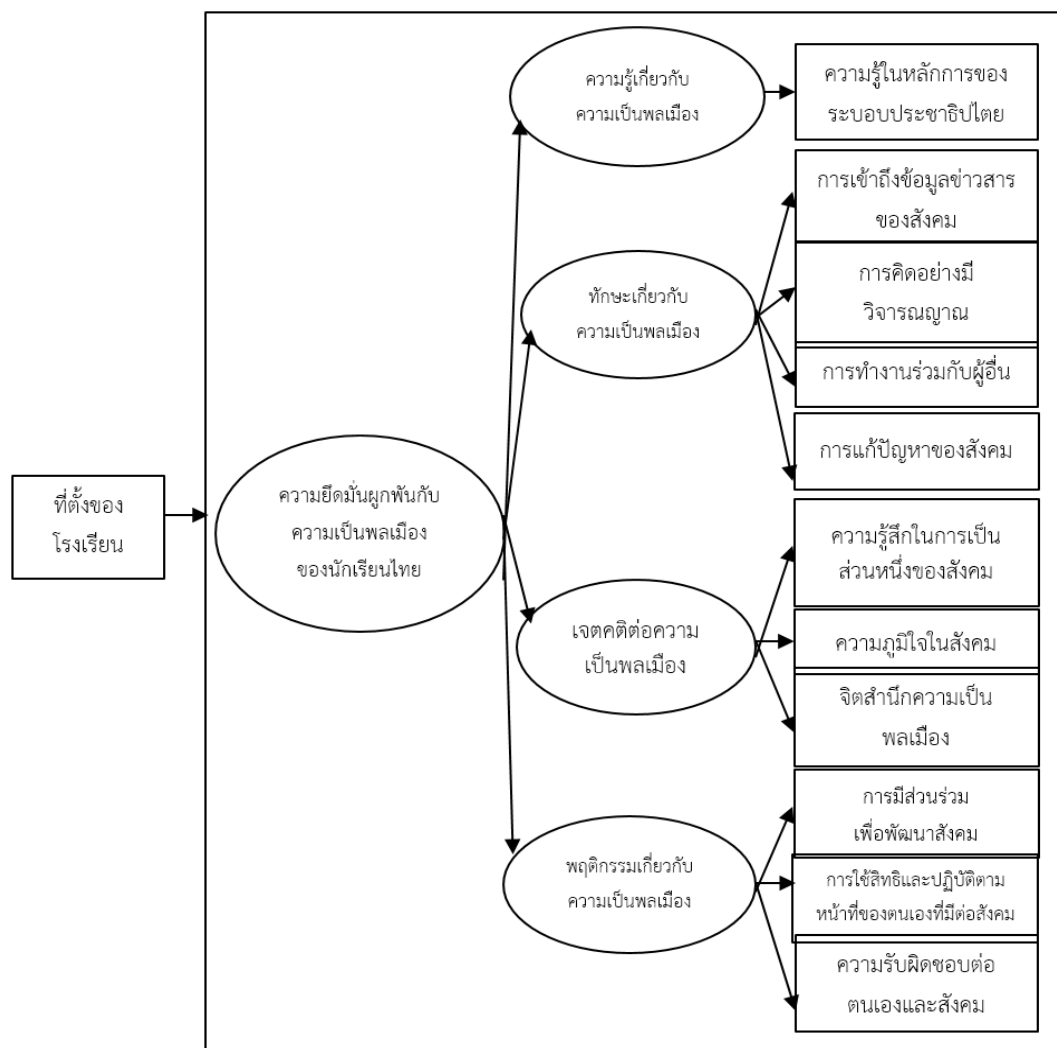 ที่ตั้งของ
โรงเรียน
ความยึดมั่นผูกพันกับ
ความเป็นพลเมือง
ของนักเรียนไทย
ความรู้เกี่ยวกับ
ความเป็นพลเมือง
ความรู้ในหลักการของ
ระบอบประชาธิปไตย
ทักษะเกี่ยวกับ
ความเป็นพลเมือง
การเข้าถึงข้อมูลข่าวสาร
ของสังคม
การคิดอย่างมี
วิจารณญาณ
การทำงานร่วมกับผู้อื่น
การแก้ปัญหาของสังคม
เจตคติต่อความ
เป็นพลเมือง
ความรู้สึกในการเป็น
ส่วนหนึ่งของสังคม
ความภูมิใจในสังคม
จิตสำนึกความเป็น
พลเมือง
พฤติกรรมเกี่ยวกับ
ความเป็นพลเมือง
การมีส่วนร่วม
เพื่อพัฒนาสังคม
การใช้สิทธิและปฏิบัติตาม
หน้าที่ของตนเองที่มีต่อสังคม
ความรับผิดชอบต่อ
ตนเองและสังคม